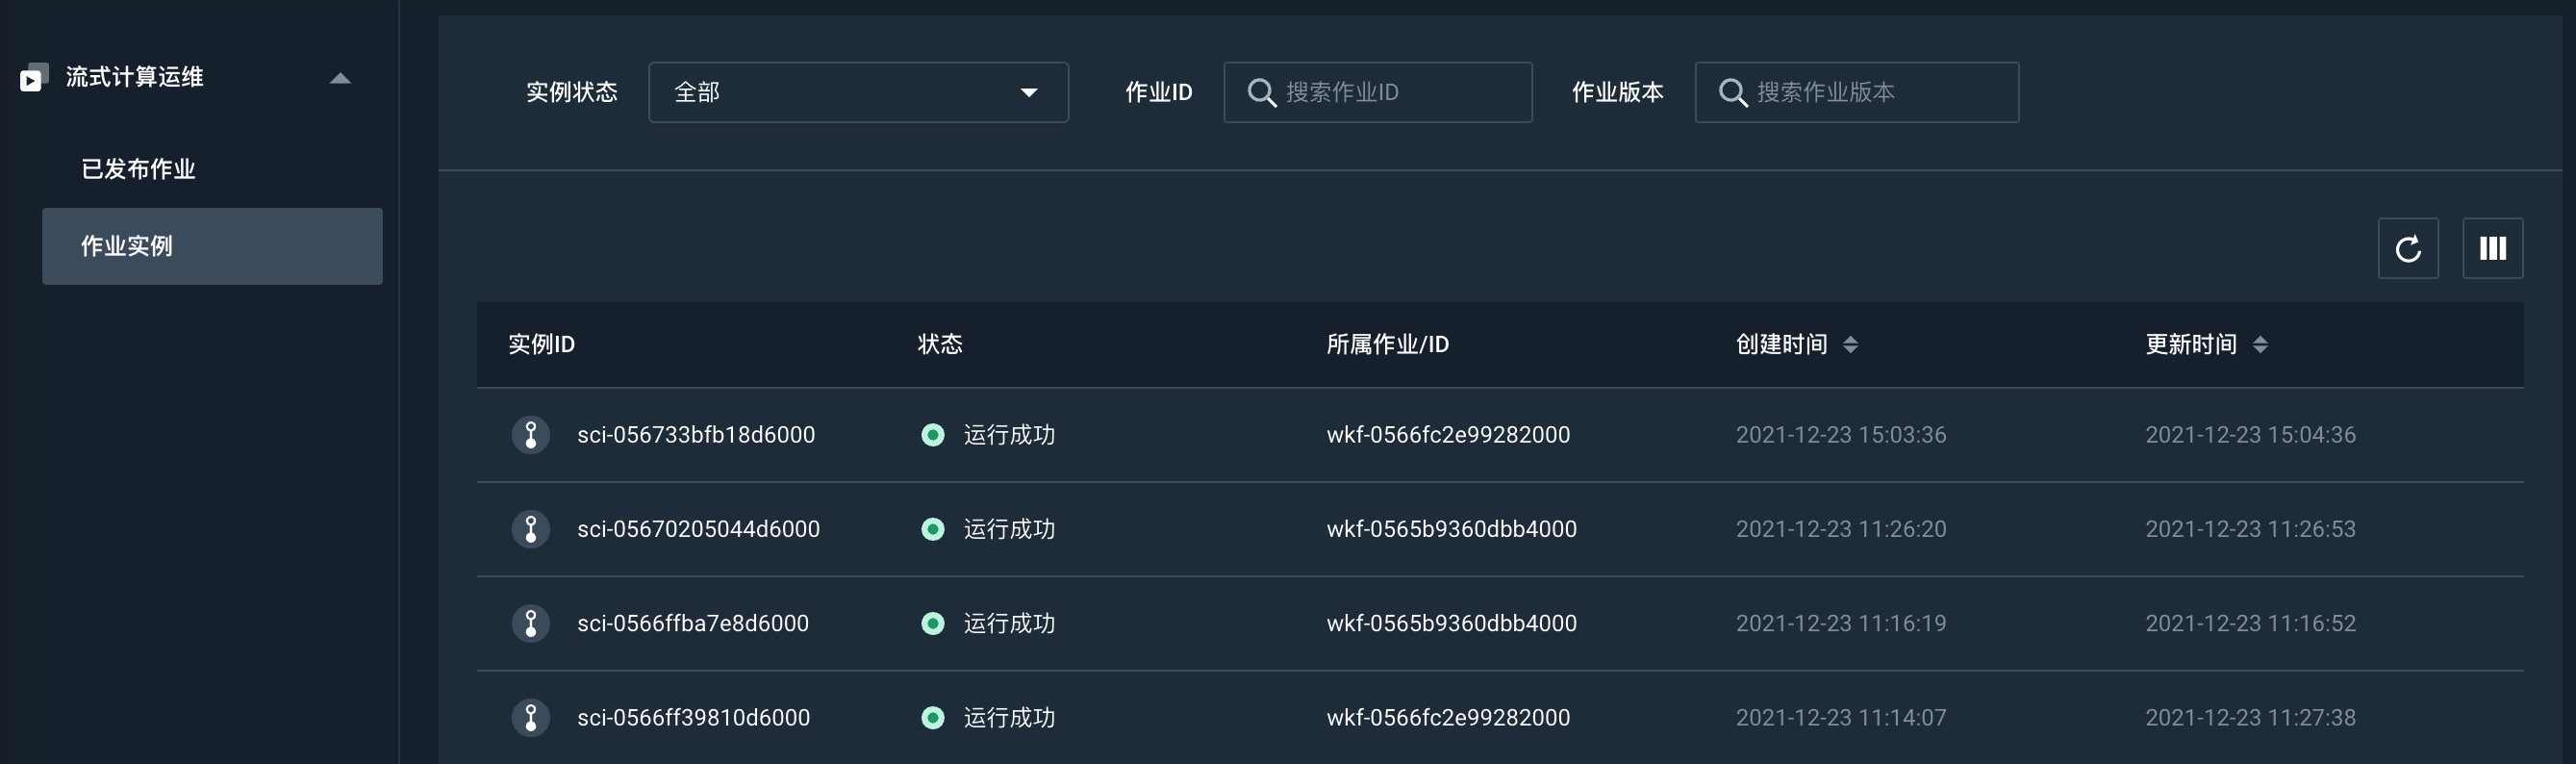 流式计算运维
已发布作业
作业实例
实例状态 全部 作业ID 搜索作业ID 作业版本 搜索作业版本
实例ID 状态 所属作业/ID 创建时间 更新时间
sci-056733bfb18d6000 运行成功 wkf-0566fc2e99282000 2021-12-23 15:03:36 2021-12-23 15:04:36
sci-05670205044d6000 运行成功 wkf-0565b9360dbb4000 2021-12-23 11:26:20 2021-12-23 11:26:53
sci-0566ffba7e8d6000 运行成功 wkf-0565b9360dbb4000 2021-12-23 11:16:19 2021-12-23 11:16:52
sci-0566ff39810d6000 运行成功 wkf-0566fc2e99282000 2021-12-23 11:14:07 2021-12-23 11:27:38